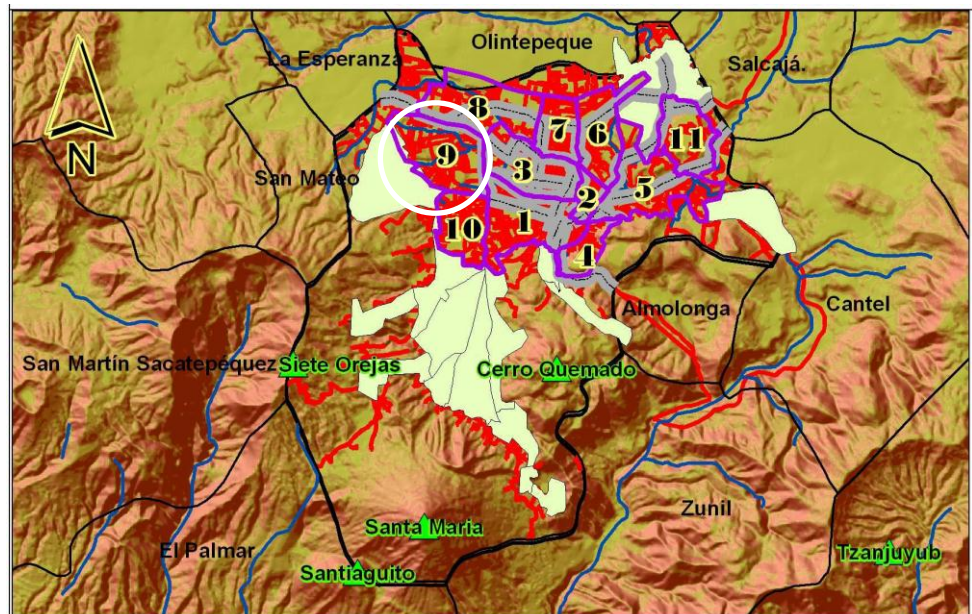 Olintepeque
La Esperanza
Salcajá.
N
San Mateo
8
7
6
11
9
3
5
2
10
1
4
Almolonga
Cantel
San Martín Sacatepéquez
Siete Orejas
Cerro Quemado
Zunil
Santa Maria
El Palmar
Tzanjuyub
Santiaguito